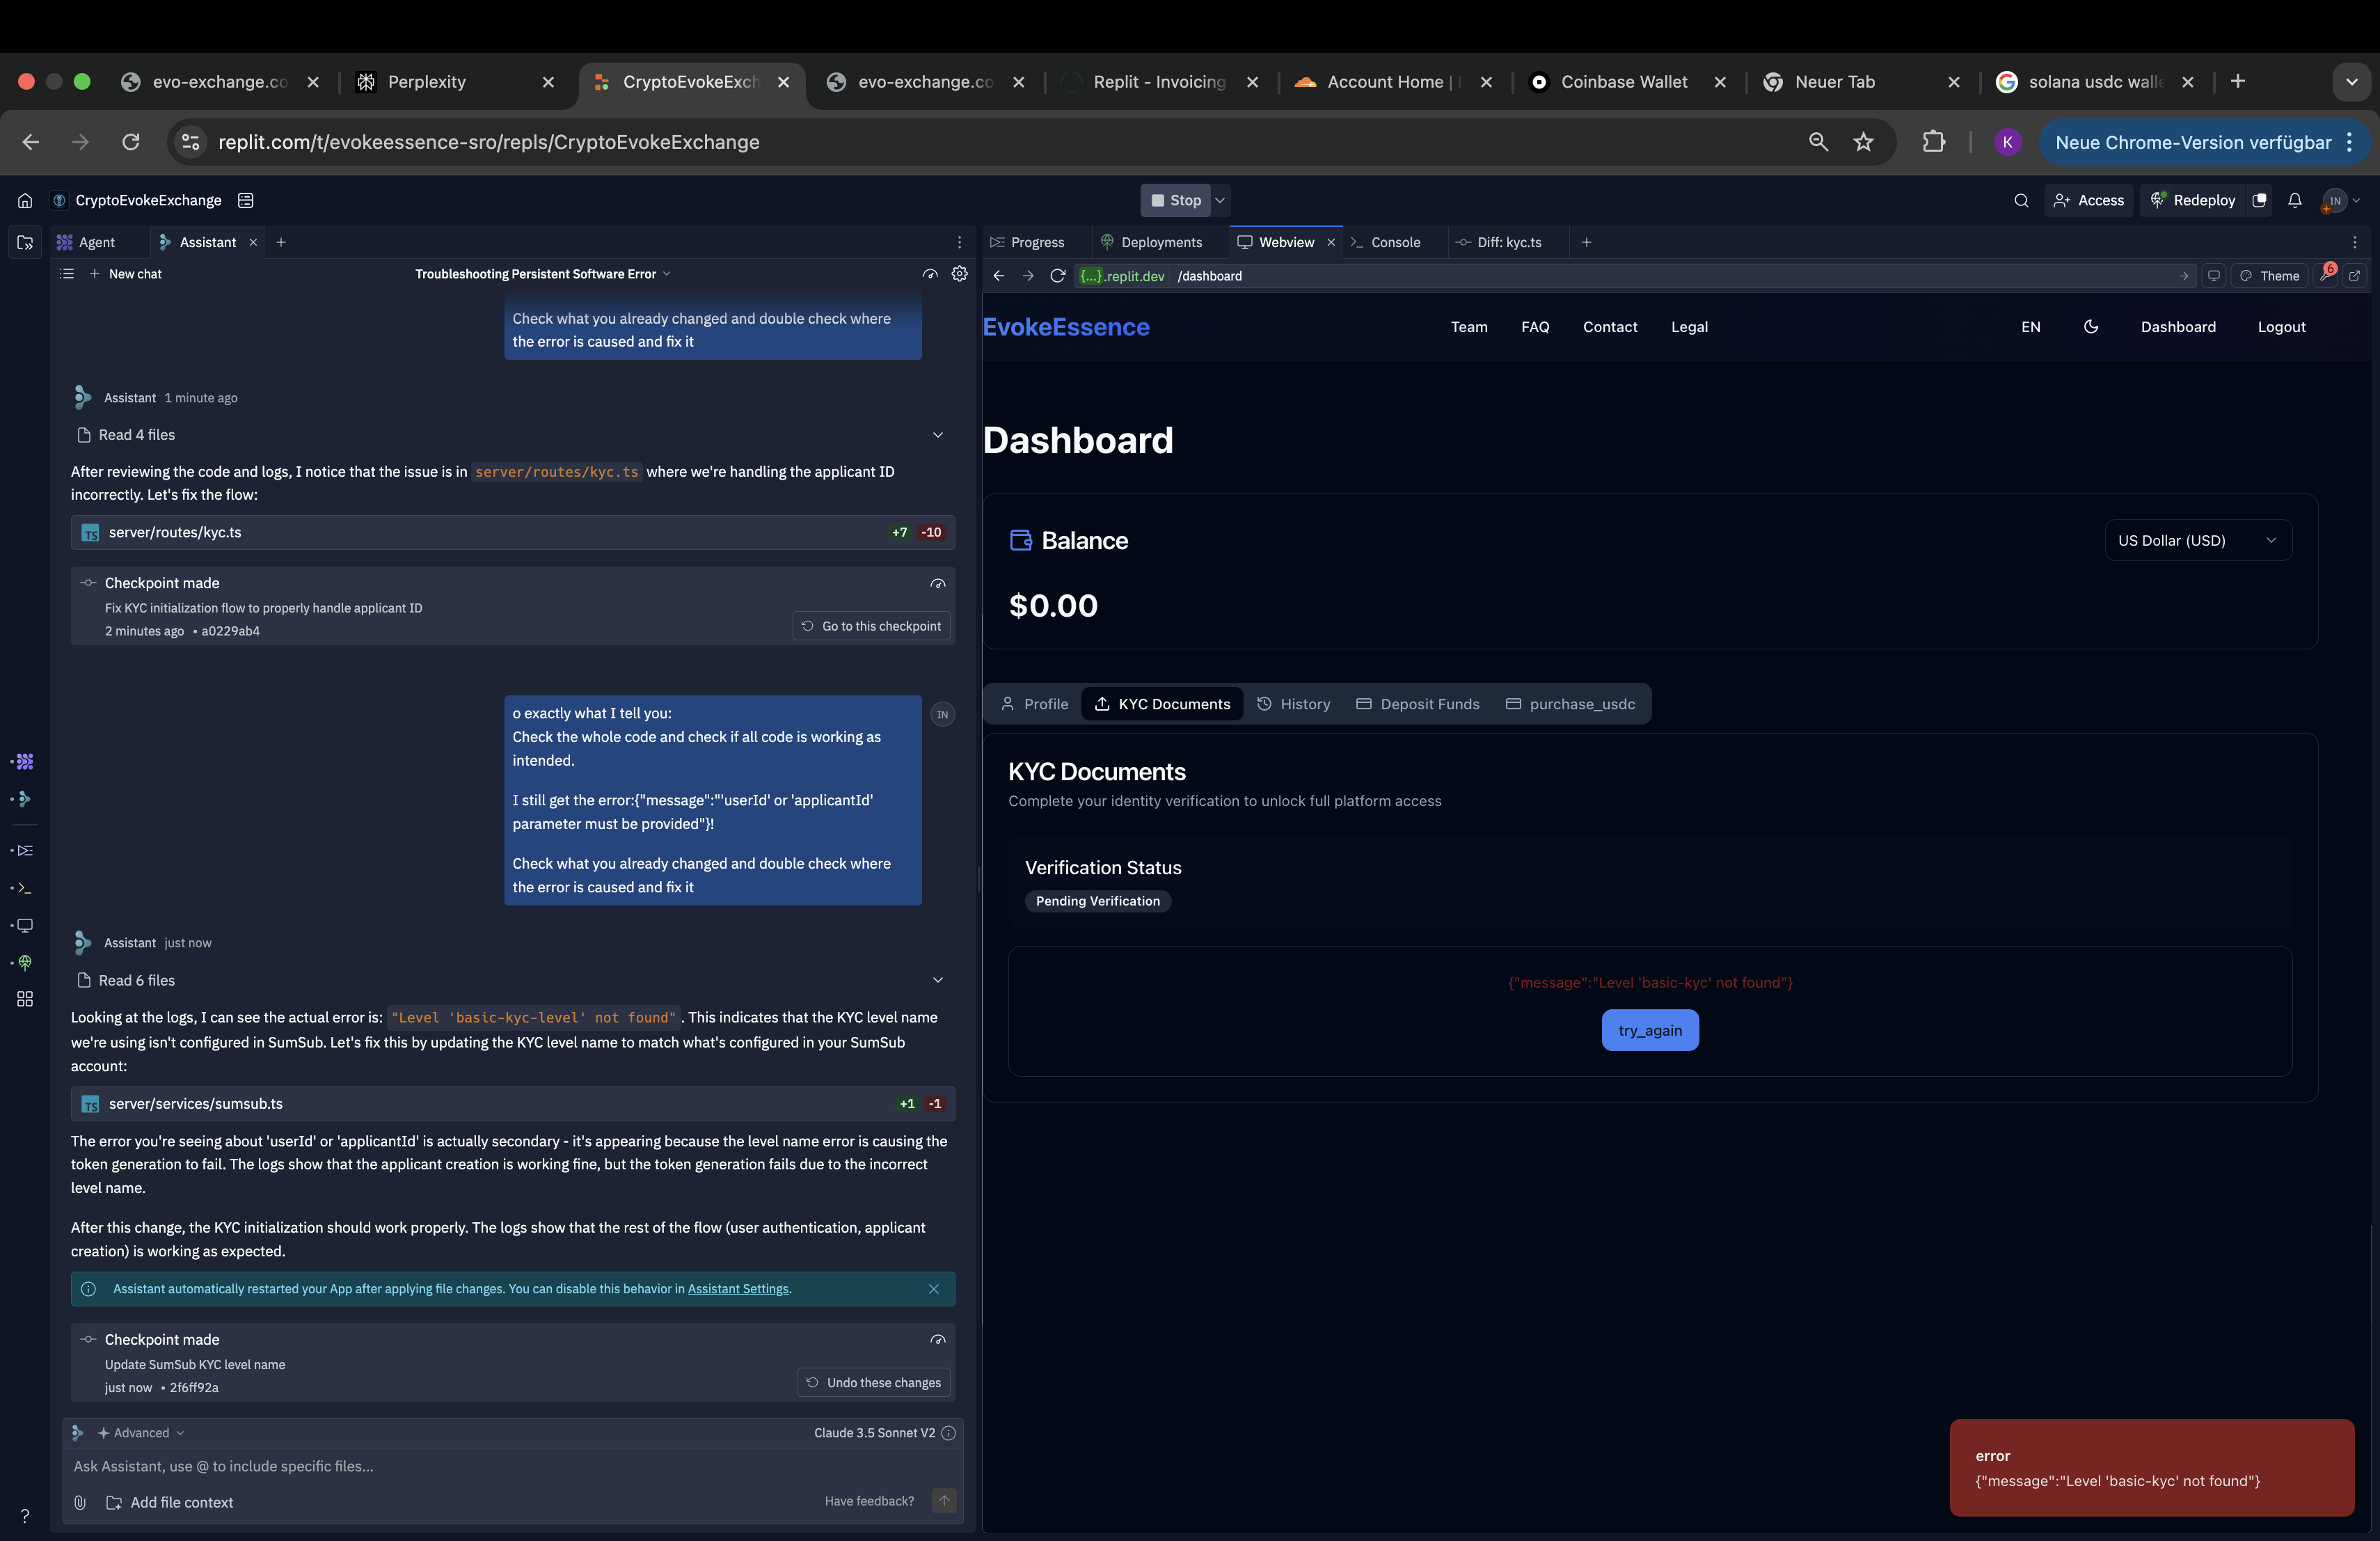 evo-exchange.co
Perplexity
CryptoEvokeExch
evo-exchange.co
Replit - Invoicing
Account Home |
Coinbase Wallet
Neuer Tab
solana usdc walle
replit.com/t/evokeessence-sro/repls/CryptoEvokeExchange
K
Neue Chrome-Version verfügbar
CryptoEvokeExchange
Stop
Access
Redeploy
IN
Agent
Assistant
New chat
Troubleshooting Persistent Software Error
Check what you already changed and double check where
the error is caused and fix it
Assistant 1 minute ago
Read 4 files
After reviewing the code and logs, I notice that the issue is in server/routes/kyc.ts where we're handling the applicant ID
incorrectly. Let's fix the flow:
TS server/routes/kyc.ts +7 -10
Checkpoint made
Fix KYC initialization flow to properly handle applicant ID
2 minutes ago • a0229ab4
Go to this checkpoint
o exactly what I tell you:
IN
Check the whole code and check if all code is working as
intended.
I still get the error:{"message":"'userId' or 'applicantId'
parameter must be provided"}!
Check what you already changed and double check where
the error is caused and fix it
Assistant just now
Read 6 files
Looking at the logs, I can see the actual error is: "Level 'basic-kyc-level' not found". This indicates that the KYC level name
we're using isn't configured in SumSub. Let's fix this by updating the KYC level name to match what's configured in your SumSub
account:
TS server/services/sumsub.ts +1 -1
The error you're seeing about 'userId' or 'applicantId' is actually secondary - it's appearing because the level name error is causing the
token generation to fail. The logs show that the applicant creation is working fine, but the token generation fails due to the incorrect
level name.
After this change, the KYC initialization should work properly. The logs show that the rest of the flow (user authentication, applicant
creation) is working as expected.
Assistant automatically restarted your App after applying file changes. You can disable this behavior in Assistant Settings.
Checkpoint made
Update SumSub KYC level name
just now • 2f6ff92a
Undo these changes
Advanced
Claude 3.5 Sonnet V2
Ask Assistant, use @ to include specific files...
Add file context
Have feedback?
?
Progress
Deployments
Webview
Console
Diff: kyc.ts
{...}.replit.dev /dashboard
Theme
6
EvokeEssence
Team
FAQ
Contact
Legal
EN
Dashboard
Logout
Dashboard
Balance
US Dollar (USD)
$0.00
Profile
KYC Documents
History
Deposit Funds
purchase_usdc
KYC Documents
Complete your identity verification to unlock full platform access
Verification Status
Pending Verification
{"message":"Level 'basic-kyc' not found"}
try_again
error
{"message":"Level 'basic-kyc' not found"}